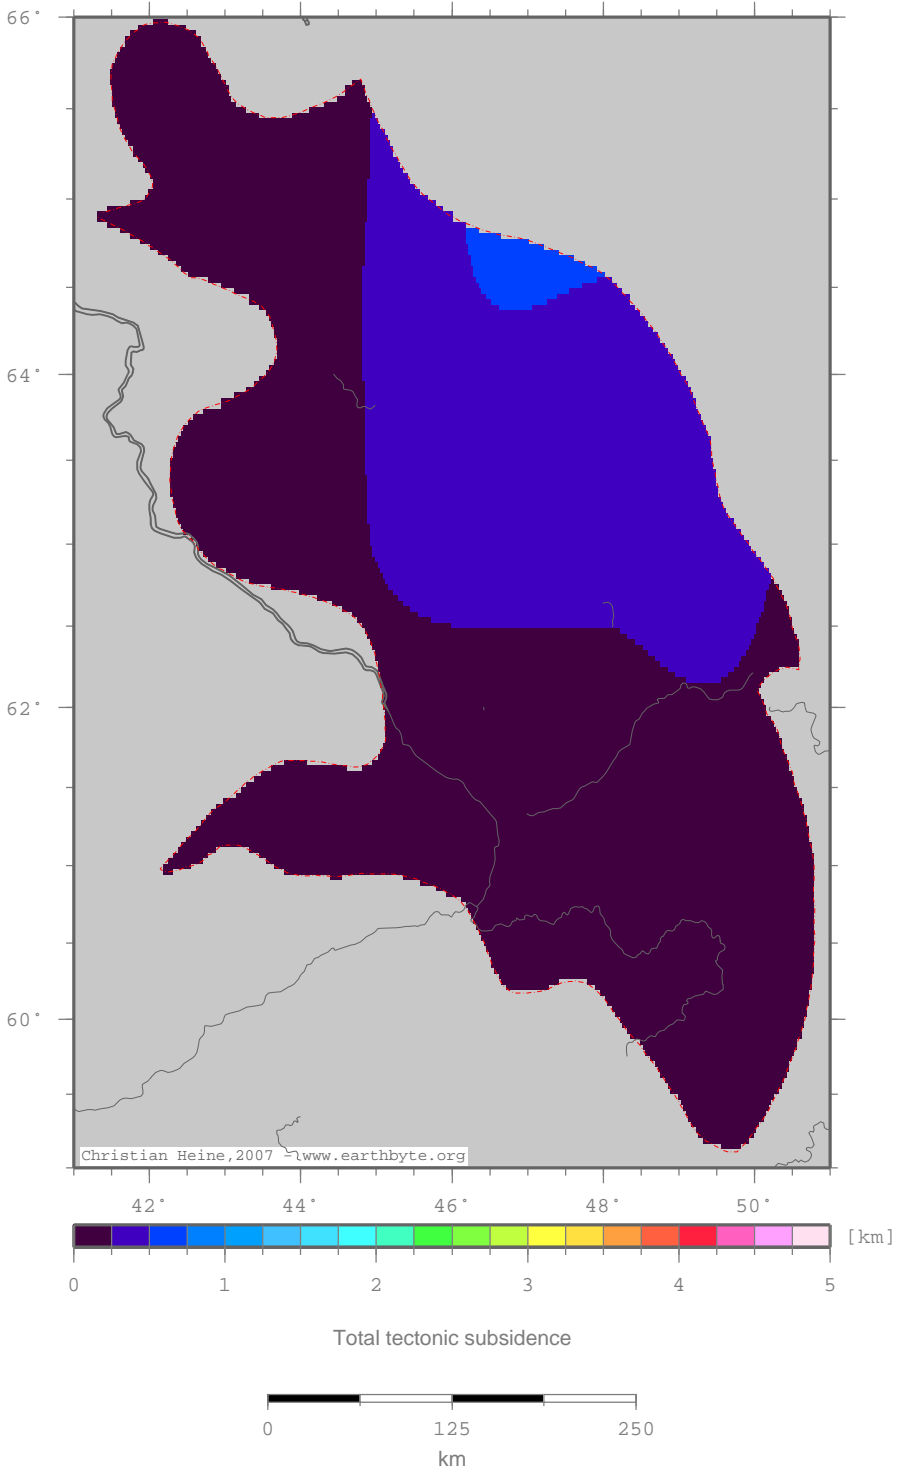 66°
64°
62°
60°
Christian Heine,2007 - www.earthbyte.org
42° 44° 46° 48° 50°
[km]
0 1 2 3 4 5
Total tectonic subsidence
0 125 250
km